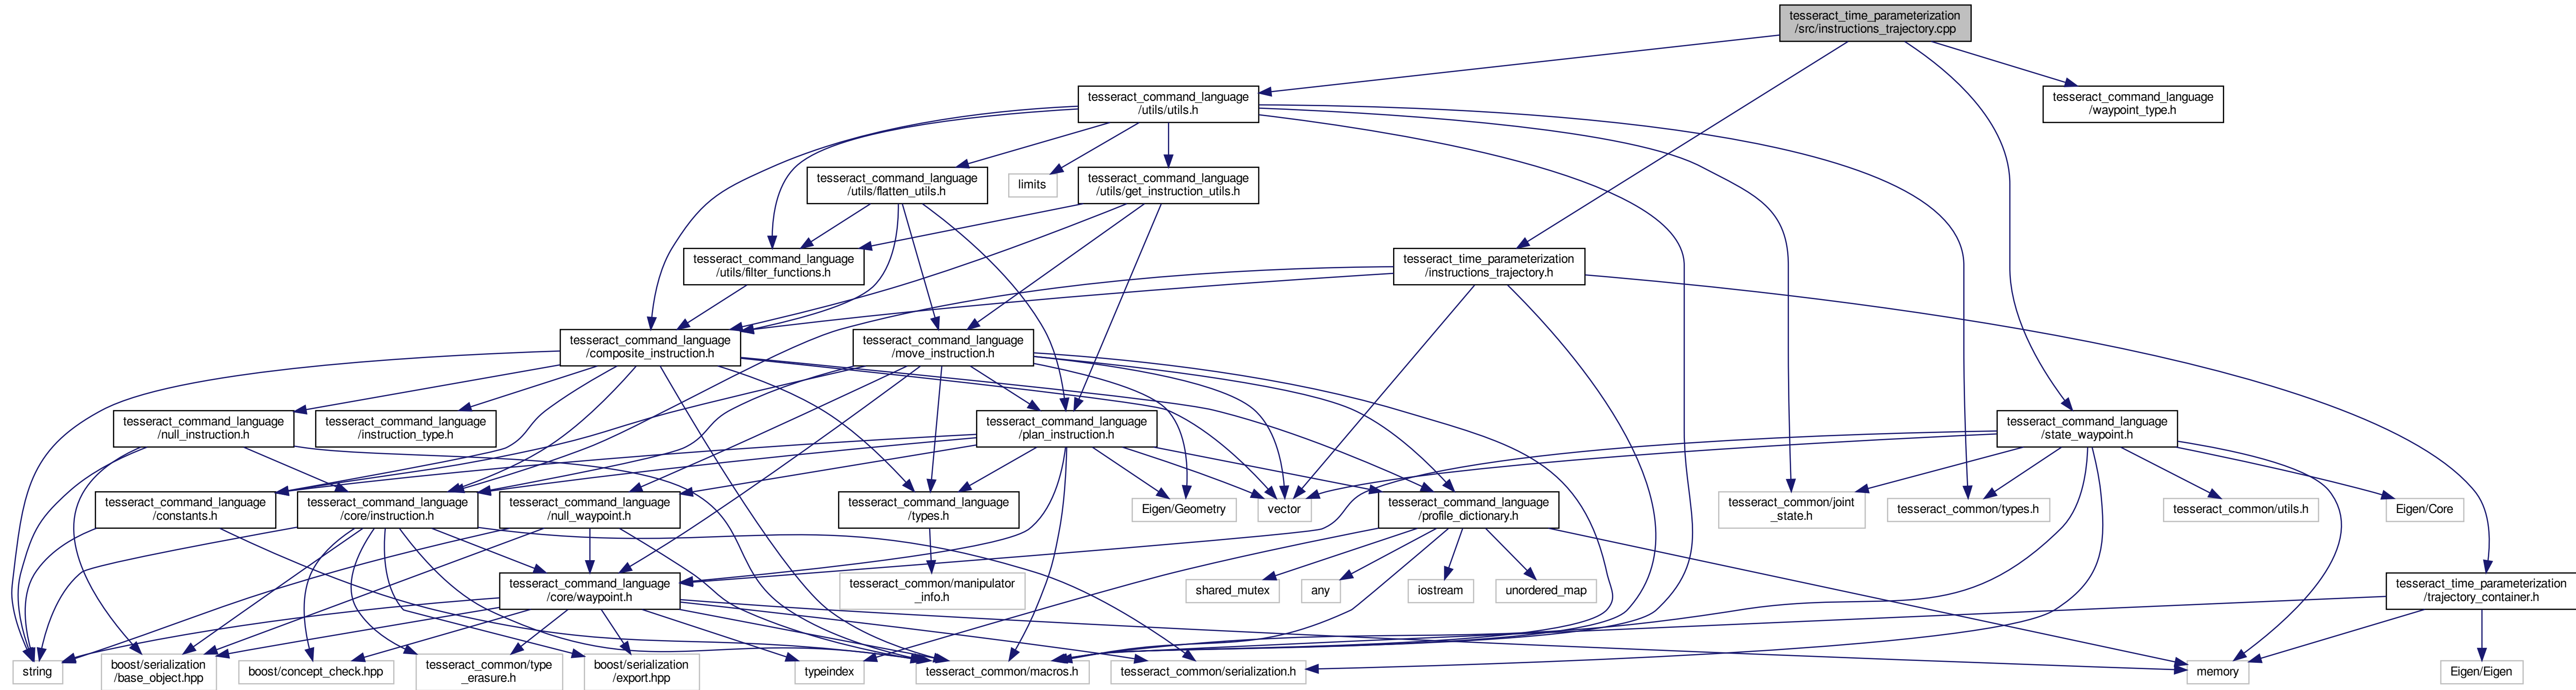 tesseract_time_parameterization
/src/instructions_trajectory.cpp
tesseract_command_language
/utils/utils.h
tesseract_command_language
/waypoint_type.h
tesseract_command_language
/utils/flatten_utils.h
limits
tesseract_command_language
/utils/get_instruction_utils.h
tesseract_command_language
/utils/filter_functions.h
tesseract_time_parameterization
/instructions_trajectory.h
tesseract_command_language
/composite_instruction.h
tesseract_command_language
/move_instruction.h
tesseract_command_language
/null_instruction.h
tesseract_command_language
/instruction_type.h
tesseract_command_language
/plan_instruction.h
tesseract_command_language
/state_waypoint.h
tesseract_command_language
/constants.h
tesseract_command_language
/core/instruction.h
tesseract_command_language
/null_waypoint.h
tesseract_command_language
/types.h
Eigen/Geometry
vector
tesseract_command_language
/profile_dictionary.h
tesseract_common/joint
_state.h
tesseract_common/types.h
tesseract_common/utils.h
Eigen/Core
tesseract_command_language
/core/waypoint.h
tesseract_common/manipulator
_info.h
shared_mutex
any
iostream
unordered_map
tesseract_time_parameterization
/trajectory_container.h
string
boost/serialization
/base_object.hpp
boost/concept_check.hpp
tesseract_common/type
_erasure.h
boost/serialization
/export.hpp
typeindex
tesseract_common/macros.h
tesseract_common/serialization.h
memory
Eigen/Eigen